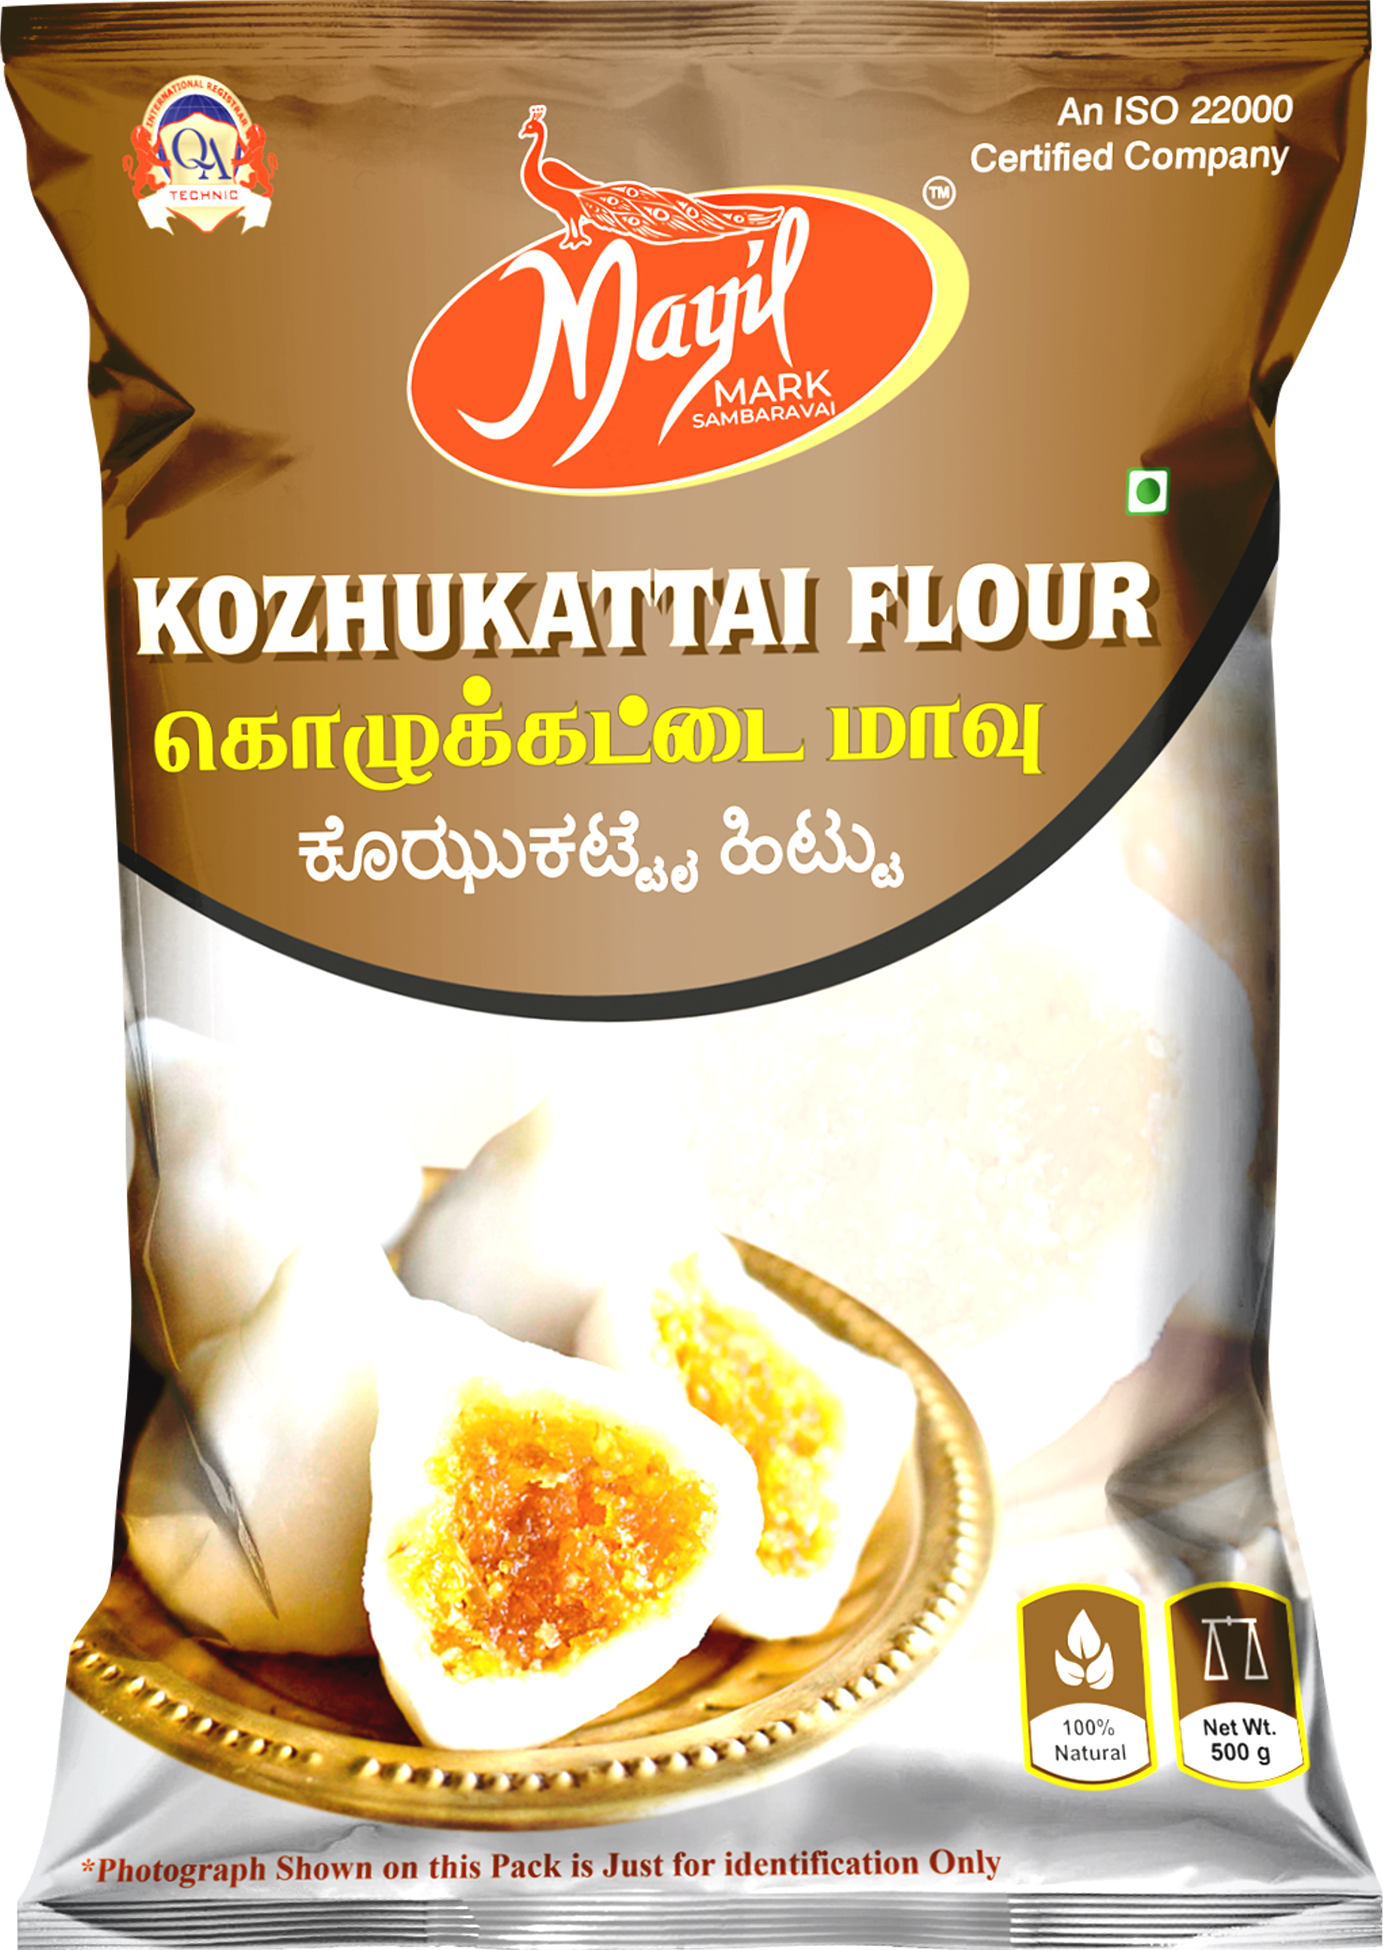 INTERNATIONAL REGISTRAR
QA
TECHNIC
An ISO 22000
Certified Company
TM
Mayil
MARK
SAMBARAVAI
KOZHUKATTAI FLOUR
கொழுக்கட்டை மாவு
ಕೊಝುಕಟ್ಟೈ ಹಿಟ್ಟು
100%
Natural
Net Wt.
500 g
*Photograph Shown on this Pack is Just for identification Only